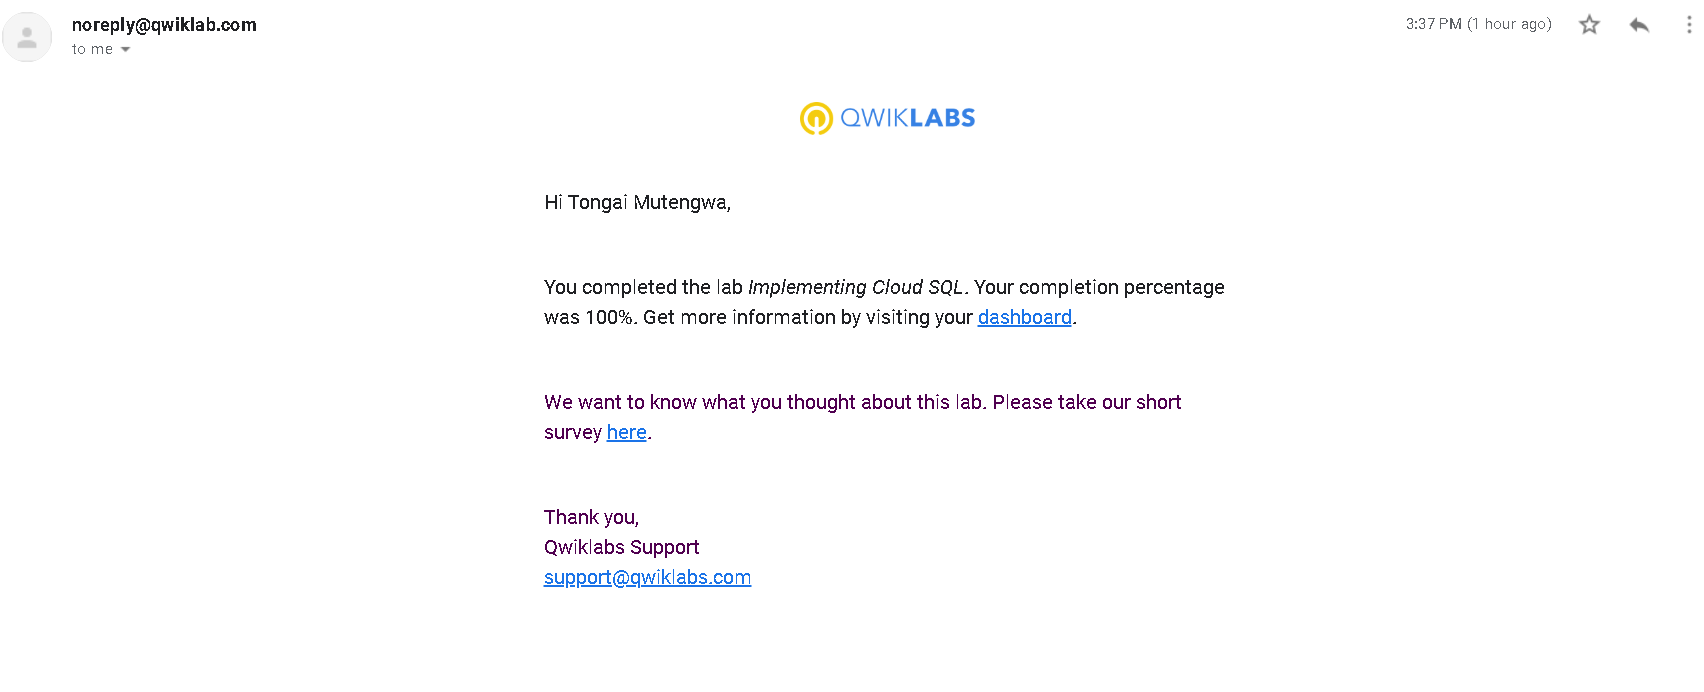 noreply@qwiklab.com
3:37 PM (1 hour ago)
to me
QWIKLABS
Hi Tongai Mutengwa,
You completed the lab Implementing Cloud SQL. Your completion percentage
was 100%. Get more information by visiting your dashboard.
We want to know what you thought about this lab. Please take our short
survey here.
Thank you,
Qwiklabs Support
support@qwiklabs.com